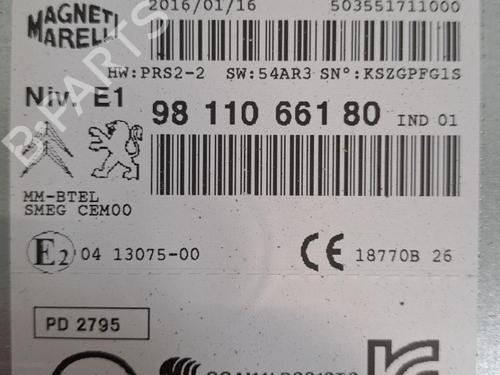 MAGNETI MARELLI
2016/01/16 503551711000
HW:PRS2-2 SW:54AR3 SN°:KSZGPFG1S
Niv. E1
98 110 661 80 IND 01
MM-BTEL
SMEG CEM00
E2 04 13075-00
CE 18770B 26
PD 2795
B-PARTS